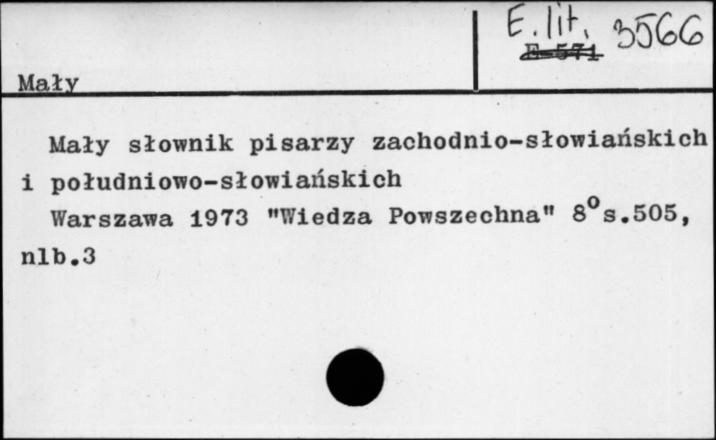 E. lit. 3566
E-571
Mały
Mały słownik pisarzy zachodnio-słowiańskich
i południowo-słowiańskich
Warszawa 1973 "Wiedza Powszechna" 8° s.505,
nlb.3